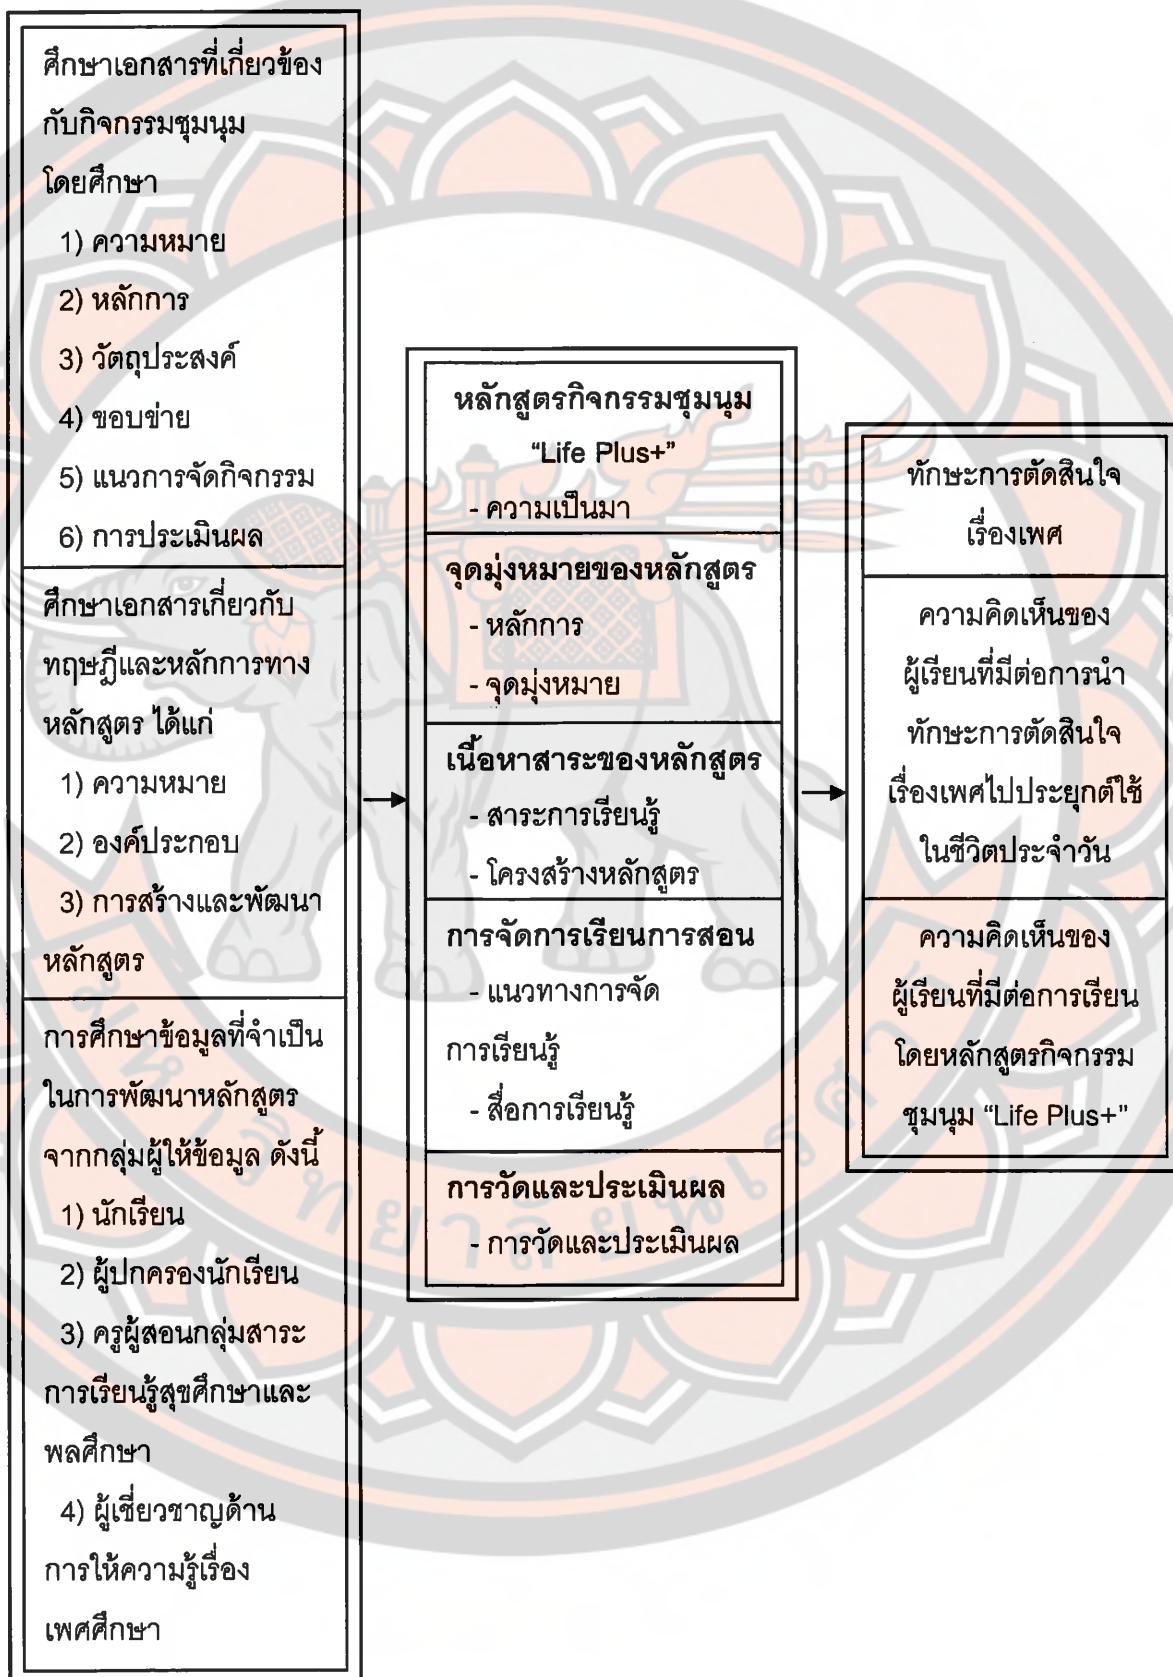 ศึกษาเอกสารที่เกี่ยวข้อง
กับกิจกรรมชุมนุม
โดยศึกษา
1) ความหมาย
2) หลักการ
3) วัตถุประสงค์
4) ขอบข่าย
5) แนวการจัดกิจกรรม
6) การประเมินผล
ศึกษาเอกสารเกี่ยวกับ
ทฤษฎีและหลักการทาง
หลักสูตร ได้แก่
1) ความหมาย
2) องค์ประกอบ
3) การสร้างและพัฒนา
หลักสูตร
การศึกษาข้อมูลที่จำเป็น
ในการพัฒนาหลักสูตร
จากกลุ่มผู้ให้ข้อมูล ดังนี้
1) นักเรียน
2) ผู้ปกครองนักเรียน
3) ครูผู้สอนกลุ่มสาระ
การเรียนรู้สุขศึกษาและ
พลศึกษา
4) ผู้เชี่ยวชาญด้าน
การให้ความรู้เรื่อง
เพศศึกษา
หลักสูตรกิจกรรมชุมนุม
“Life Plus+”
- ความเป็นมา
จุดมุ่งหมายของหลักสูตร
- หลักการ
- จุดมุ่งหมาย
เนื้อหาสาระของหลักสูตร
- สาระการเรียนรู้
- โครงสร้างหลักสูตร
การจัดการเรียนการสอน
- แนวทางการจัด
การเรียนรู้
- สื่อการเรียนรู้
การวัดและประเมินผล
- การวัดและประเมินผล
ทักษะการตัดสินใจ
เรื่องเพศ
ความคิดเห็นของ
ผู้เรียนที่มีต่อการนำ
ทักษะการตัดสินใจ
เรื่องเพศไปประยุกต์ใช้
ในชีวิตประจำวัน
ความคิดเห็นของ
ผู้เรียนที่มีต่อการเรียน
โดยหลักสูตรกิจกรรม
ชุมนุม “Life Plus+”
มหาวิทยาลัยนเรศวร